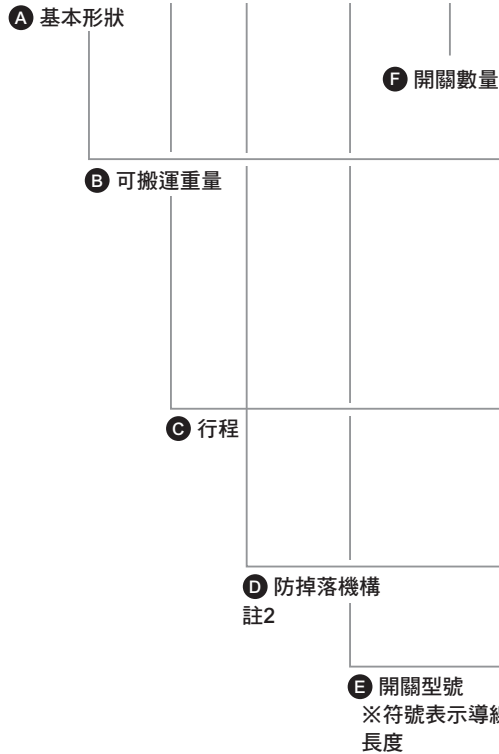 A 基本形狀
F 開關數量
B 可搬運重量
C 行程
D 防掉落機構
註2
E 開關型號
※符號表示導線
長度